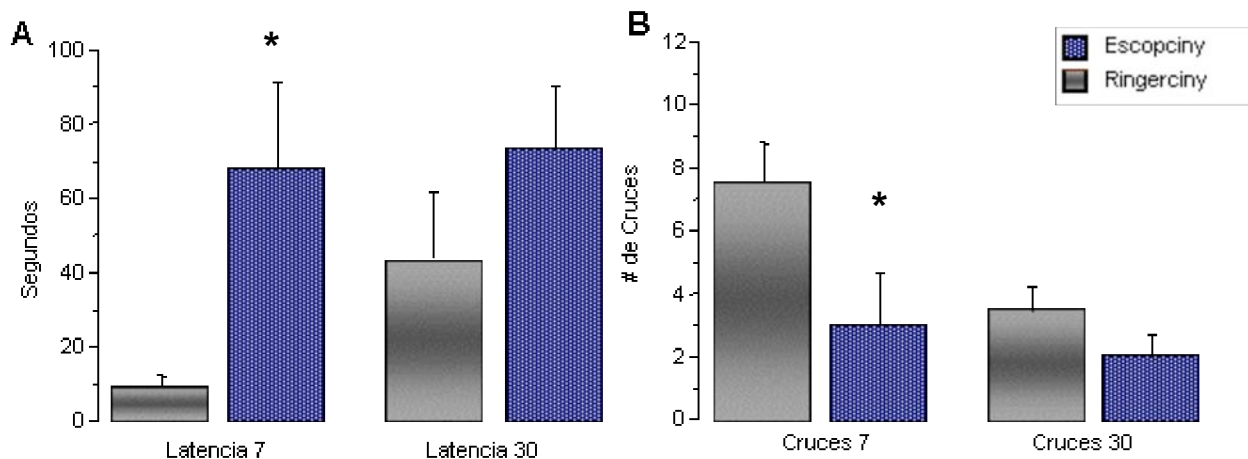 A
100
80
60
40
20
0
Segundos
*
Latencia 7
Latencia 30
B
12
10
8
6
4
2
0
# de Cruces
*
Cruces 7
Cruces 30
Escopciny
Ringerciny